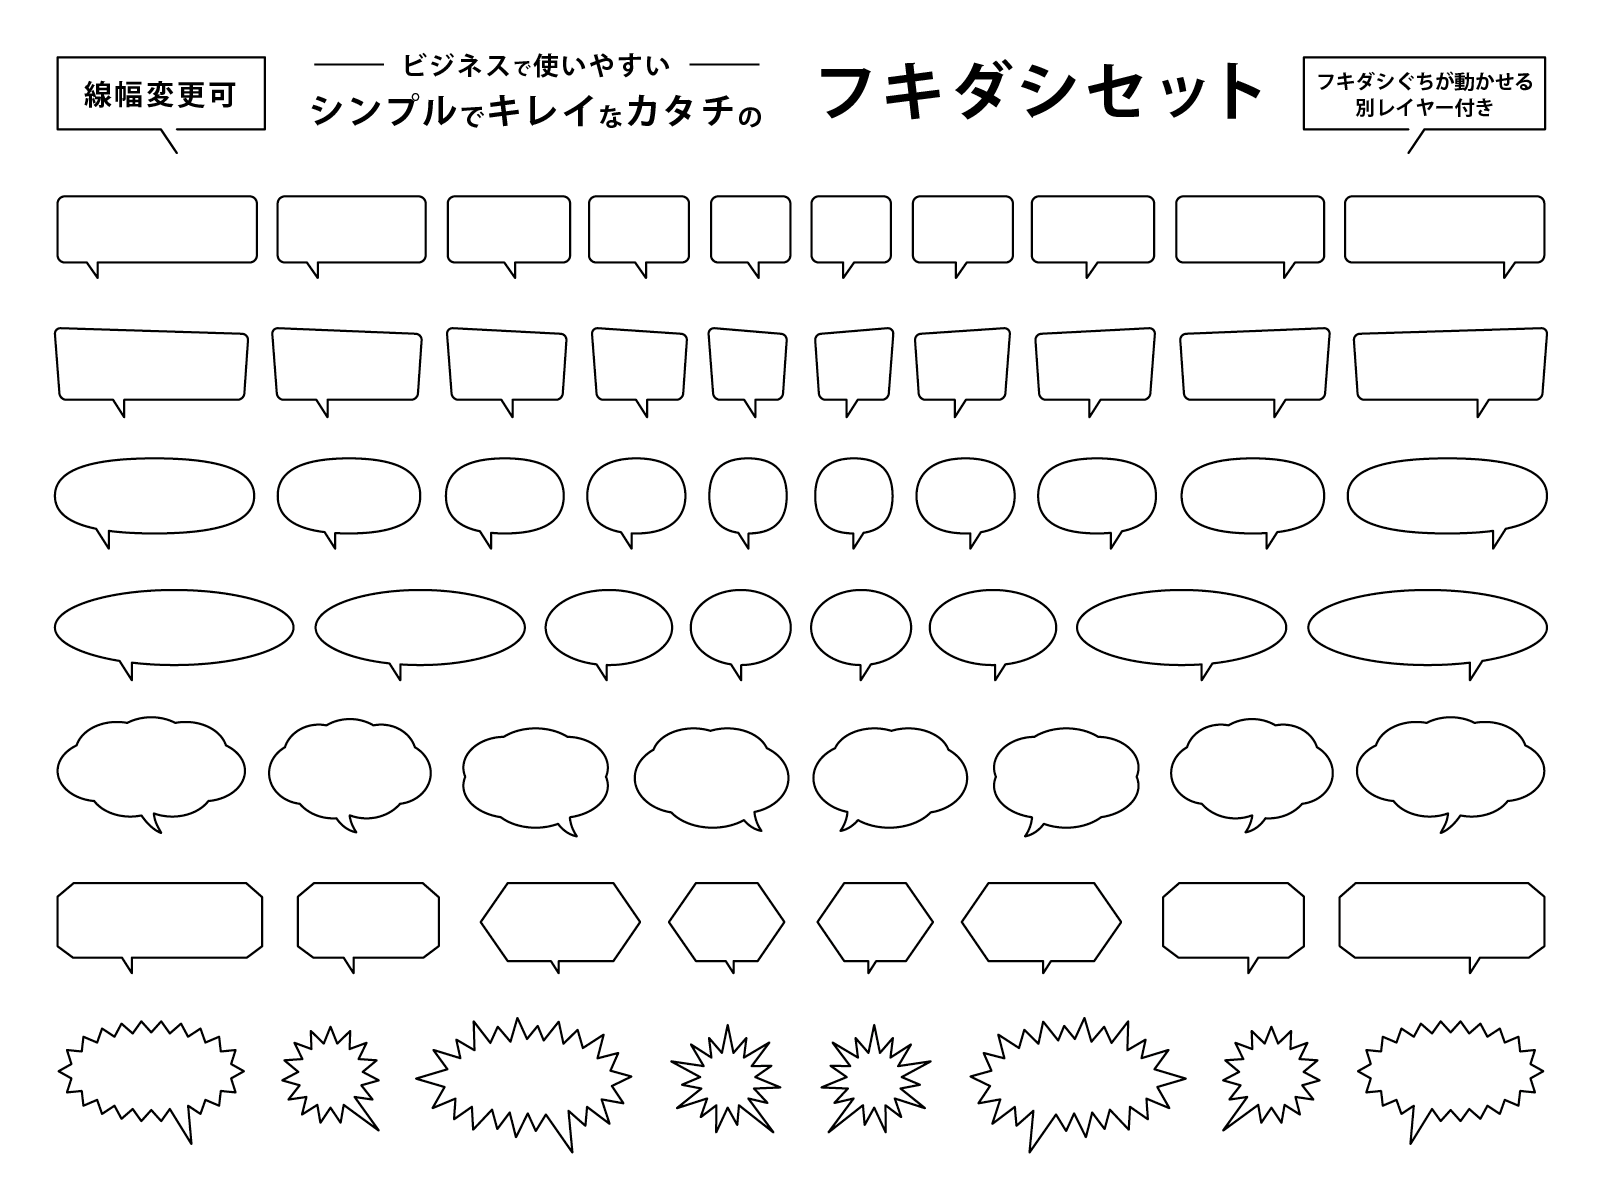 線幅変更可
ビジネスで使いやすい
シンプルでキレイなカタチの
フキダシセット
フキダシぐちが動かせる
別レイヤー付き